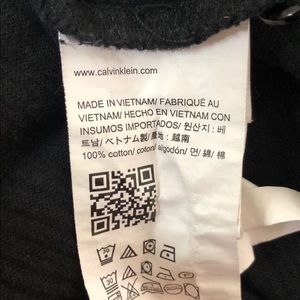 www.calvinklein.com
MADE IN VIETNAM/ FABRIQUÉ AU
VIETNAM/ HECHO EN VIETNAM CON
INSUMOS IMPORTADOS/ 원산지 : 베
트남/ ベトナム製/ 產地 : 越南
100% cotton/ coton/ algodón/ 면/ 綿/ 棉
30